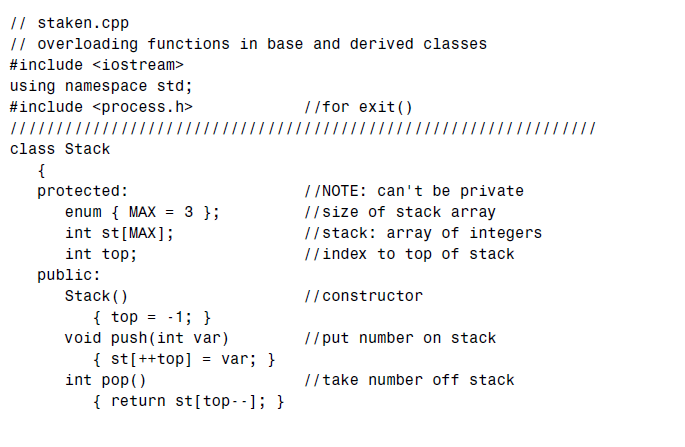 // staken.cpp
// overloading functions in base and derived classes
#include <iostream>
using namespace std;
#include <process.h>            //for exit()
////////////////////////////////////////////////////////////////
class Stack
   {
   protected:                   //NOTE: can't be private
      enum { MAX = 3 };         //size of stack array
      int st[MAX];              //stack: array of integers
      int top;                  //index to top of stack
   public:
      Stack()                   //constructor
         { top = -1; }
      void push(int var)        //put number on stack
         { st[++top] = var; }
      int pop()                 //take number off stack
         { return st[top--]; }